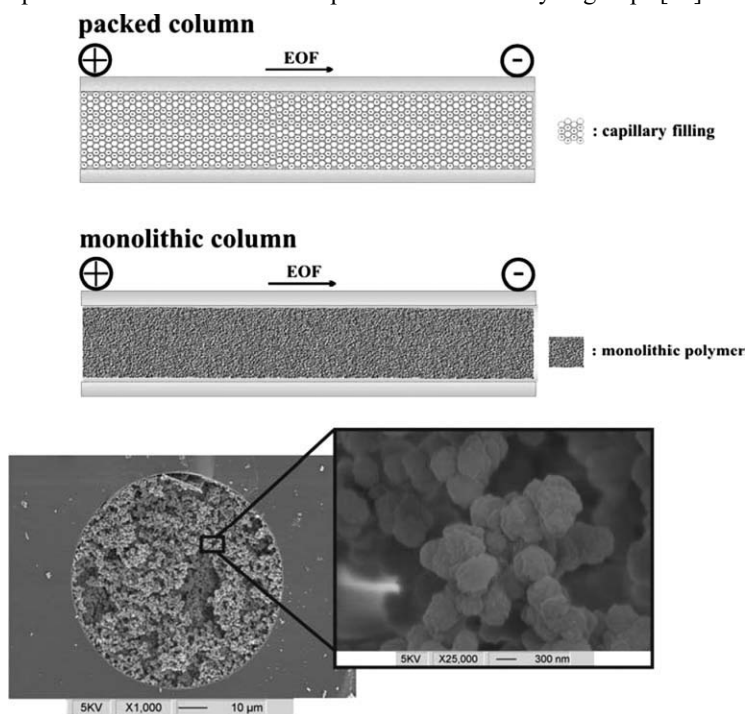 packed column
+ EOF -
: capillary filling
monolithic column
+ EOF -
: monolithic polymer
5KV X25,000 300 nm
5KV X1,000 10 µm